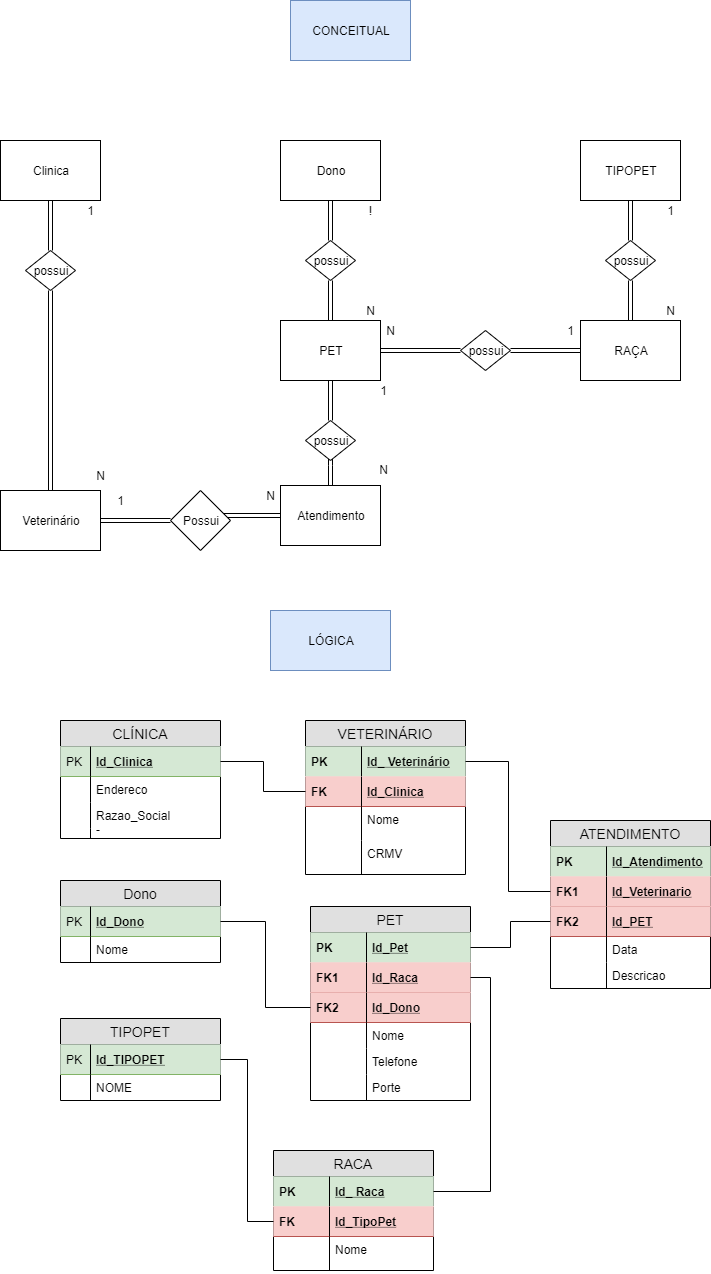 CONCEITUAL
Clinica
Dono
TIPOPET
1
!
1
possui
possui
possui
N
N
N
1
PET
possui
RAÇA
1
possui
N
N
1
N
Veterinário
Possui
Atendimento
LÓGICA
CLÍNICA
PK Id_Clinica
Endereco
Razao_Social
-
VETERINÁRIO
PK Id_ Veterinário
FK Id_Clinica
Nome
CRMV
ATENDIMENTO
PK Id_Atendimento
FK1 Id_Veterinario
FK2 Id_PET
Data
Descricao
Dono
PK Id_Dono
Nome
PET
PK Id_Pet
FK1 Id_Raca
FK2 Id_Dono
Nome
Telefone
Porte
TIPOPET
PK Id_TIPOPET
NOME
RACA
PK Id_ Raca
FK Id_TipoPet
Nome